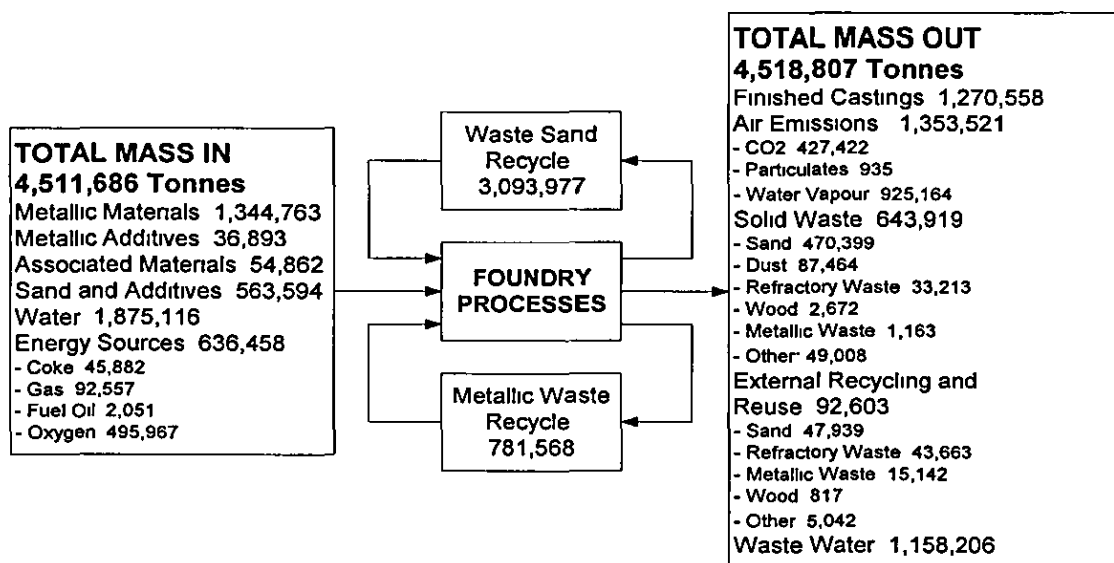 TOTAL MASS IN
4,511,686 Tonnes
Metallic Materials 1,344,763
Metallic Additives 36,893
Associated Materials 54,862
Sand and Additives 563,594
Water 1,875,116
Energy Sources 636,458
- Coke 45,882
- Gas 92,557
- Fuel Oil 2,051
- Oxygen 495,967
Waste Sand
Recycle
3,093,977
FOUNDRY
PROCESSES
Metallic Waste
Recycle
781,568
TOTAL MASS OUT
4,518,807 Tonnes
Finished Castings 1,270,558
Air Emissions 1,353,521
- CO2 427,422
- Particulates 935
- Water Vapour 925,164
Solid Waste 643,919
- Sand 470,399
- Dust 87,464
- Refractory Waste 33,213
- Wood 2,672
- Metallic Waste 1,163
- Other 49,008
External Recycling and
Reuse 92,603
- Sand 47,939
- Refractory Waste 43,663
- Metallic Waste 15,142
- Wood 817
- Other 5,042
Waste Water 1,158,206